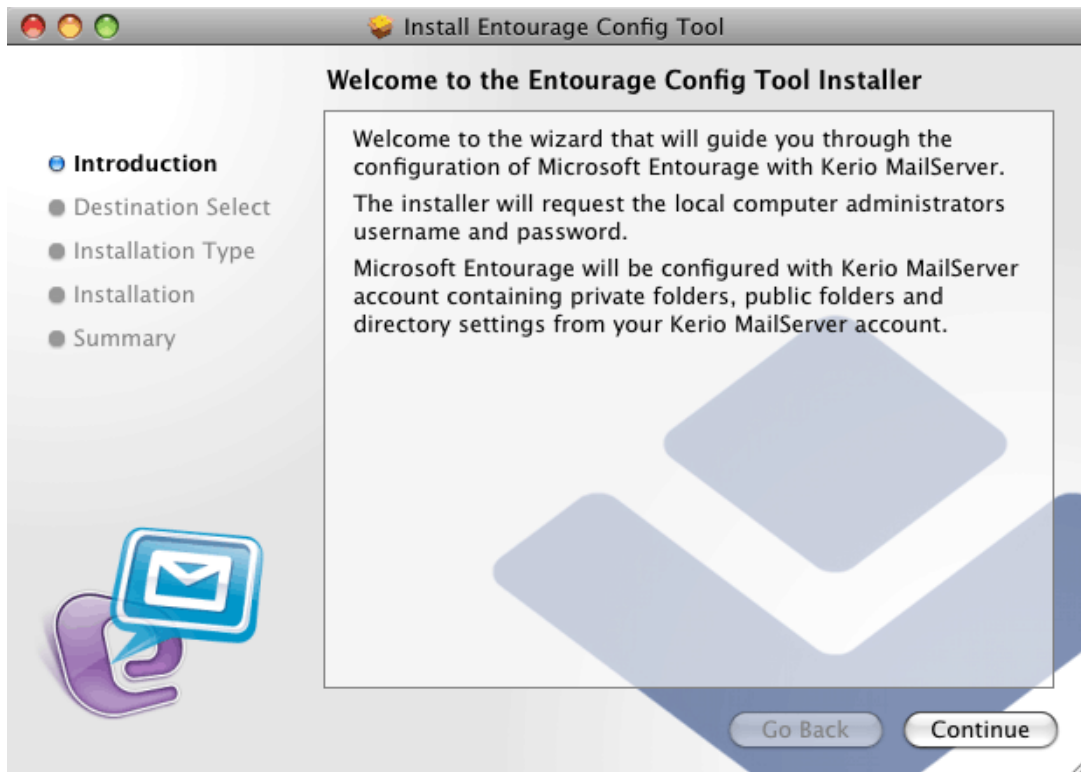 Install Entourage Config Tool
Welcome to the Entourage Config Tool Installer
Introduction
Destination Select
Installation Type
Installation
Summary
Welcome to the wizard that will guide you through the
configuration of Microsoft Entourage with Kerio MailServer.
The installer will request the local computer administrators
username and password.
Microsoft Entourage will be configured with Kerio MailServer
account containing private folders, public folders and
directory settings from your Kerio MailServer account.
Go Back
Continue